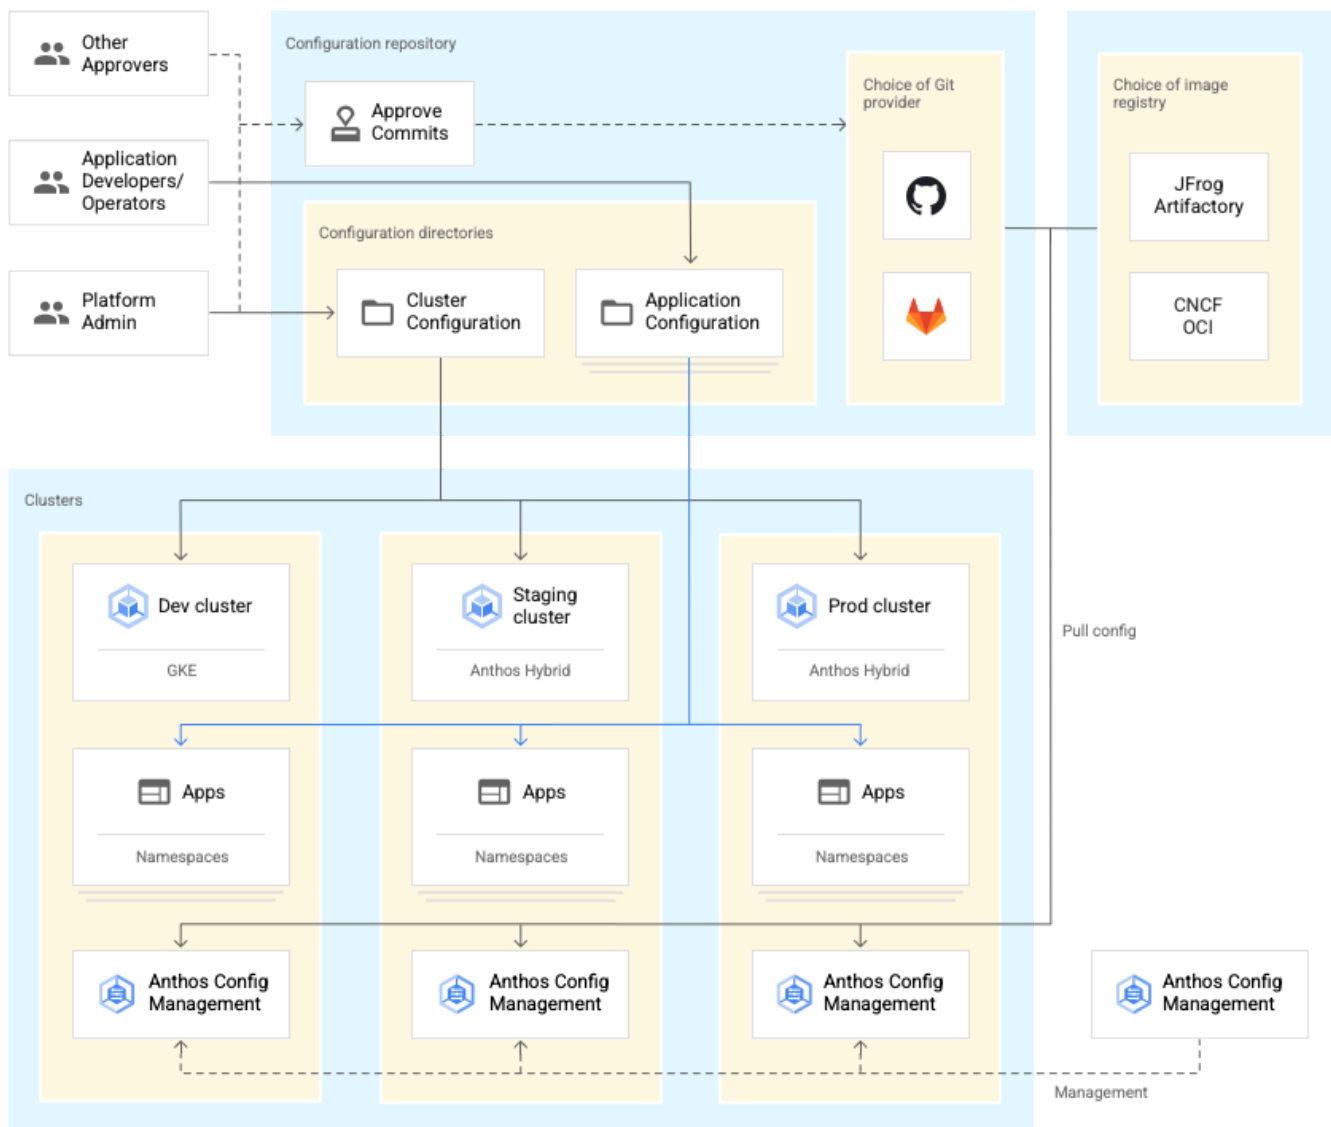 Other
Approvers
Application
Developers/
Operators
Platform
Admin
Configuration repository
Approve
Commits
Configuration directories
Cluster
Configuration
Application
Configuration
Choice of Git
provider
Choice of image
registry
JFrog
Artifactory
CNCF
OCI
Clusters
Dev cluster
GKE
Staging
cluster
Anthos Hybrid
Prod cluster
Anthos Hybrid
Pull config
Apps
Namespaces
Apps
Namespaces
Apps
Namespaces
Anthos Config
Management
Anthos Config
Management
Anthos Config
Management
Anthos Config
Management
Management